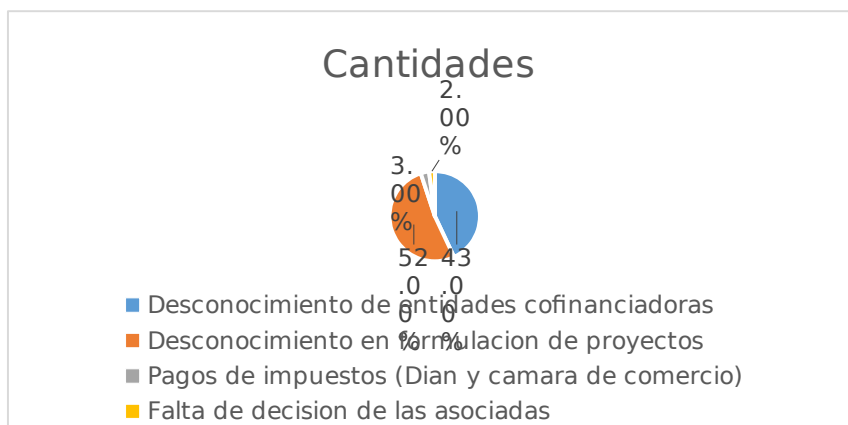 Cantidades
2.
00
%
3.
00
%
52
.0
0
%
43
.0
0
%
Desconocimiento de entidades cofinanciadoras
Desconocimiento en formulacion de proyectos
Pagos de impuestos (Dian y camara de comercio)
Falta de decision de las asociadas